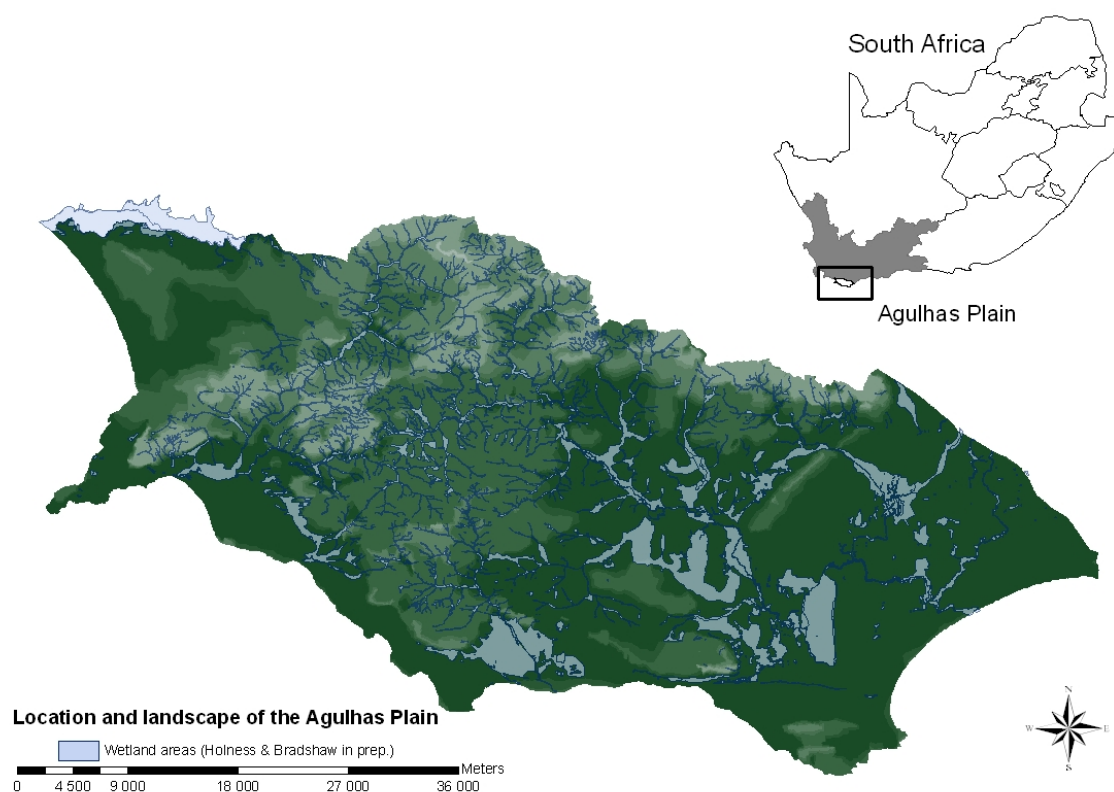 South Africa
Agulhas Plain
N
W E
S
Location and landscape of the Agulhas Plain
Wetland areas (Holness & Bradshaw in prep.)
Meters
0 4 500 9 000 18 000 27 000 36 000